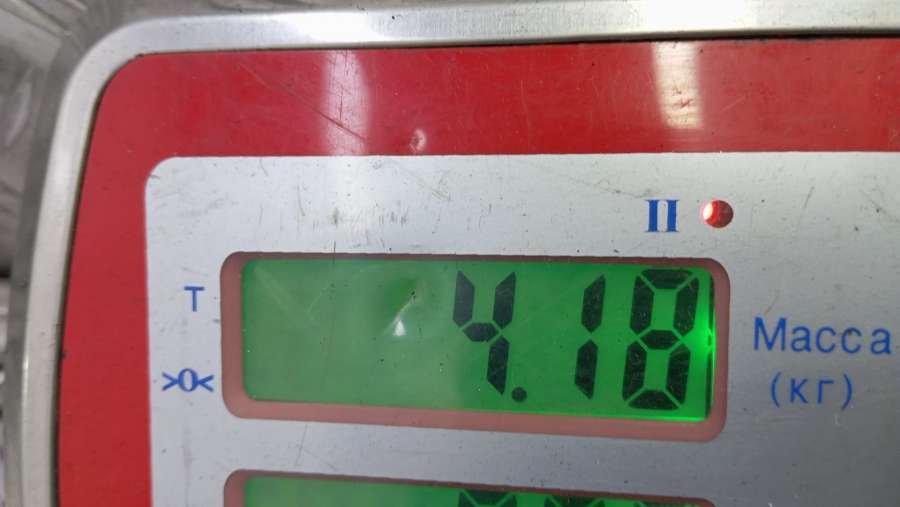 II
T
4.18
Масса
>0<
(кг)